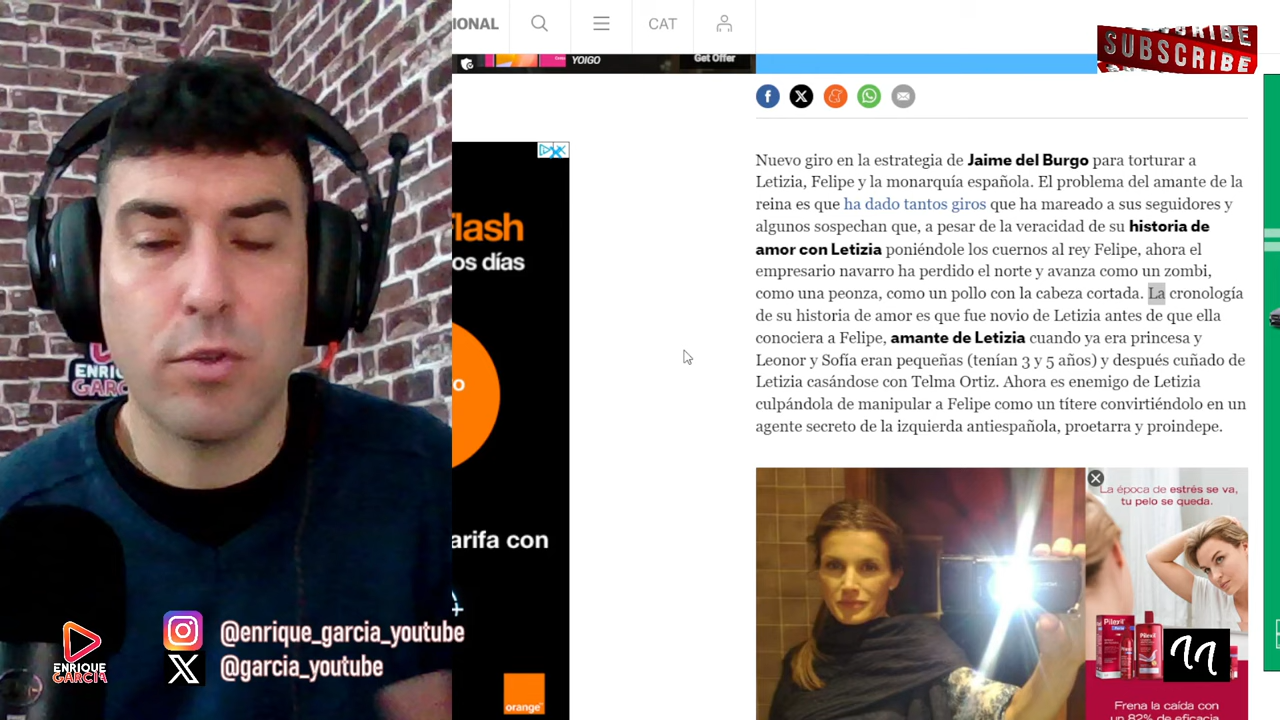 IONAL
CAT
SUBSCRIBE
YOIGO
Get Offer
Nuevo giro en la estrategia de Jaime del Burgo para torturar a
Letizia, Felipe y la monarquía española. El problema del amante de la
reina es que ha dado tantos giros que ha mareado a sus seguidores y
algunos sospechan que, a pesar de la veracidad de su historia de
amor con Letizia poniéndole los cuernos al rey Felipe, ahora el
empresario navarro ha perdido el norte y avanza como un zombi,
como una peonza, como un pollo con la cabeza cortada. La cronología
de su historia de amor es que fue novio de Letizia antes de que ella
conociera a Felipe, amante de Letizia cuando ya era princesa y
Leonor y Sofía eran pequeñas (tenían 3 y 5 años) y después cuñado de
Letizia casándose con Telma Ortiz. Ahora es enemigo de Letizia
culpándola de manipular a Felipe como un títere convirtiéndolo en un
agente secreto de la izquierda antiespañola, proetarra y proindepe.
flash
os días
o
arifa con
orange
ENRIQUE
GARC
La época de estrés se va,
tu pelo se queda.
Pilexil
Pilexil
Frena la caída con
un 82% de eficacia
@enrique_garcia_youtube
@garcia_youtube
ENRIQUE
GARCIA